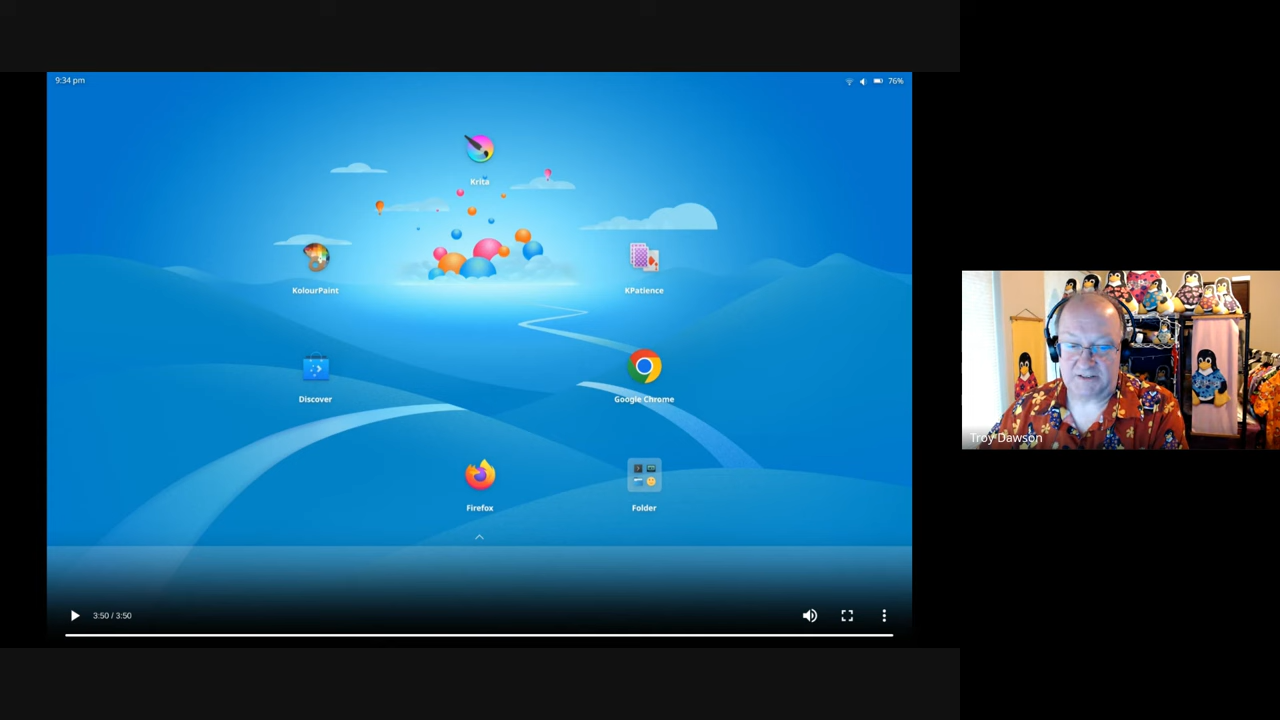 9:34 pm
76%
Krita
KolourPaint
KPatience
Discover
Google Chrome
Firefox
Folder
3:50 / 3:50
Troy Dawson